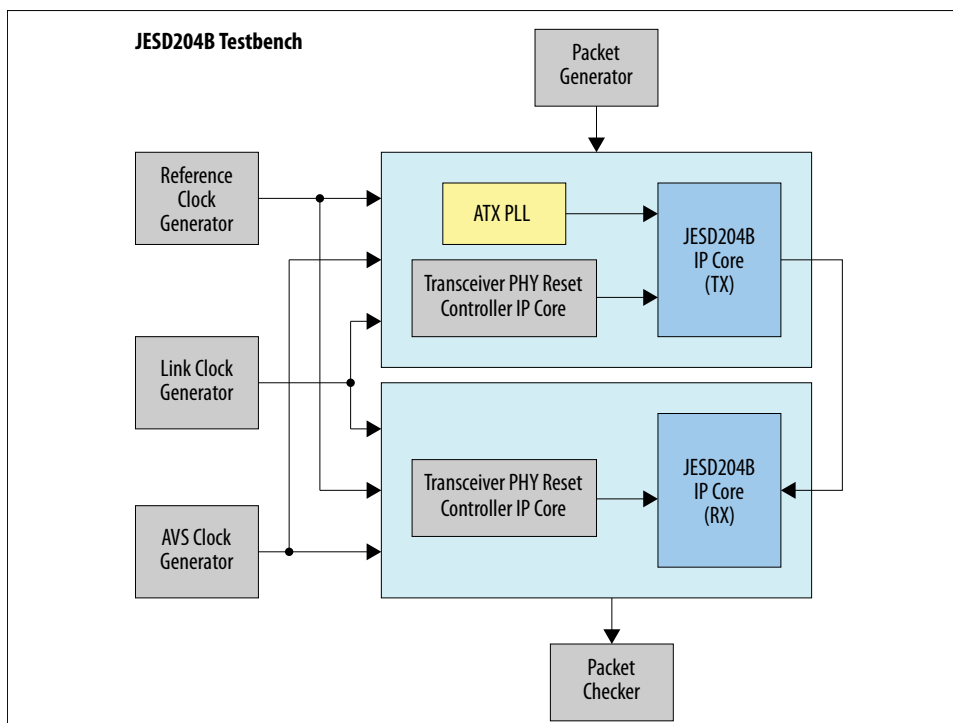 JESD204B Testbench
Packet
Generator
Reference
Clock
Generator
ATX PLL
JESD204B
IP Core
(TX)
Transceiver PHY Reset
Controller IP Core
Link Clock
Generator
Transceiver PHY Reset
Controller IP Core
JESD204B
IP Core
(RX)
AVS Clock
Generator
Packet
Checker